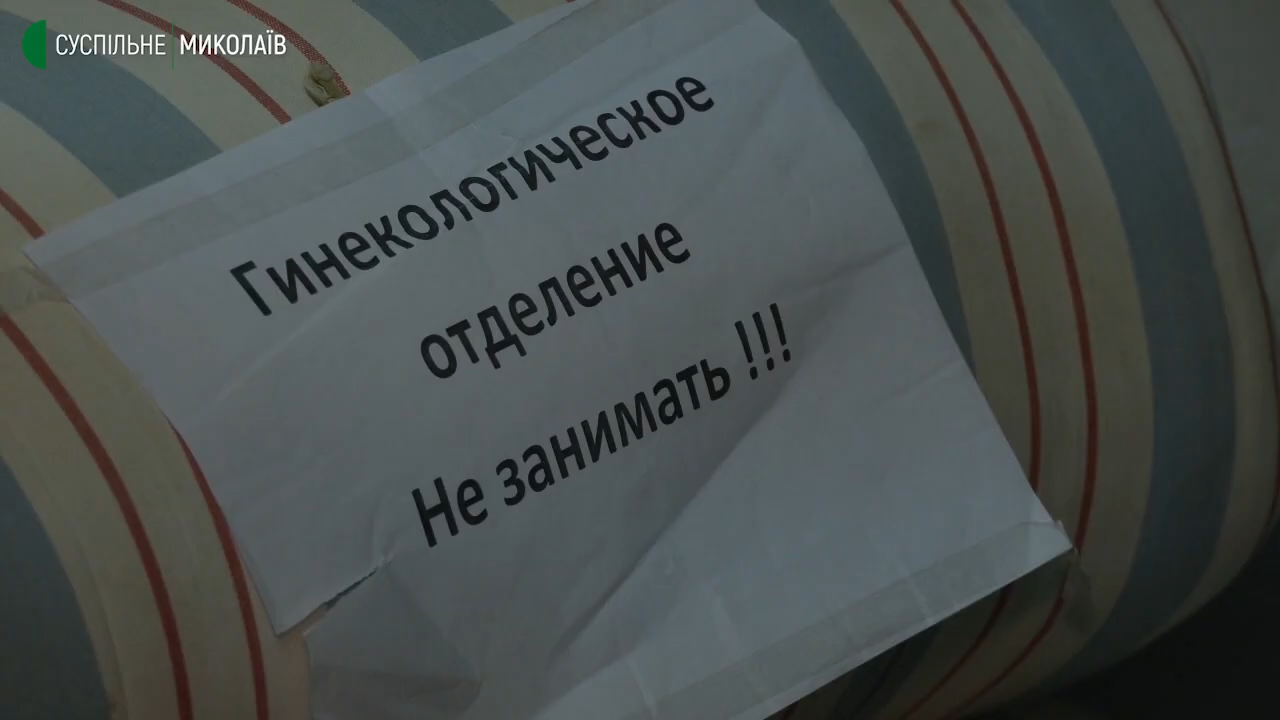 СУСПІЛЬНЕ МИКОЛАЇВ
Гинекологическое
отделение
Не занимать !!!